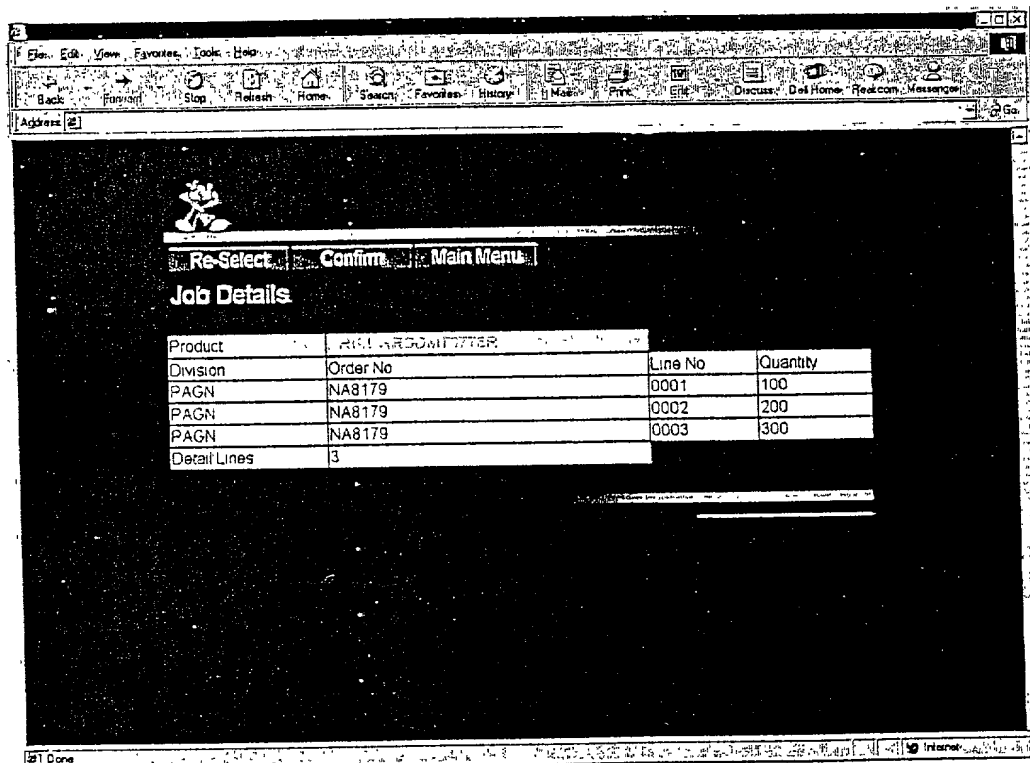 File Edit View Favorites Tools Help
Back Forward Stop Refresh Home Search Favorites History Mail Print Edit Discuss Dell Home Real.com Messenger
Address Go
Re-Select Confirm Main Menu
Job Details
Product
Division Order No Line No Quantity
PAGN NA8179 0001 100
PAGN NA8179 0002 200
PAGN NA8179 0003 300
Detail Lines 3
Done Internet